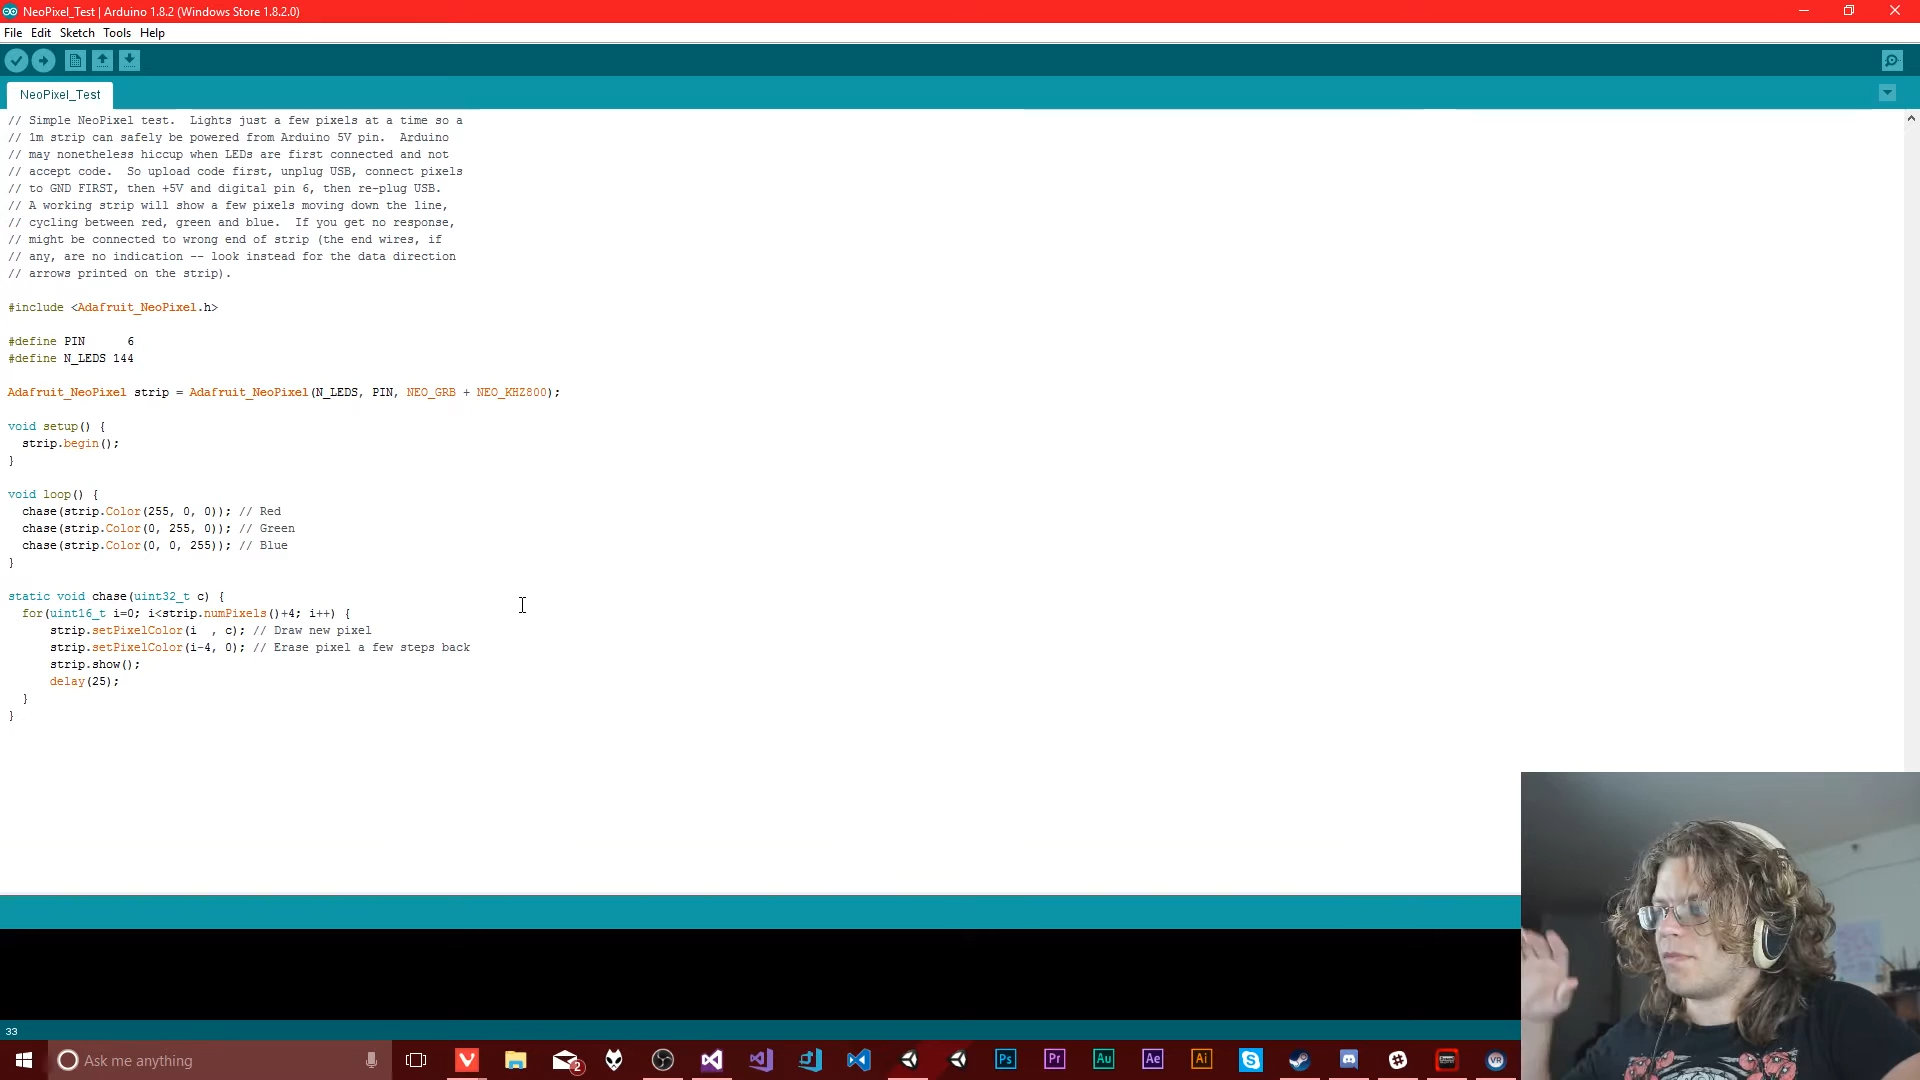 NeoPixel_Test | Arduino 1.8.2 (Windows Store 1.8.2.0)
File Edit Sketch Tools Help
NeoPixel_Test
// Simple NeoPixel test.  Lights just a few pixels at a time so a
// 1m strip can safely be powered from Arduino 5V pin.  Arduino
// may nonetheless hiccup when LEDs are first connected and not
// accept code.  So upload code first, unplug USB, connect pixels
// to GND FIRST, then +5V and digital pin 6, then re-plug USB.
// A working strip will show a few pixels moving down the line,
// cycling between red, green and blue.  If you get no response,
// might be connected to wrong end of strip (the end wires, if
// any, are no indication -- look instead for the data direction
// arrows printed on the strip).
#include <Adafruit_NeoPixel.h>
#define PIN      6
#define N_LEDS 144
Adafruit_NeoPixel strip = Adafruit_NeoPixel(N_LEDS, PIN, NEO_GRB + NEO_KHZ800);
void setup() {
  strip.begin();
}
void loop() {
  chase(strip.Color(255, 0, 0)); // Red
  chase(strip.Color(0, 255, 0)); // Green
  chase(strip.Color(0, 0, 255)); // Blue
}
static void chase(uint32_t c) {
  for(uint16_t i=0; i<strip.numPixels()+4; i++) {
      strip.setPixelColor(i  , c); // Draw new pixel
      strip.setPixelColor(i-4, 0); // Erase pixel a few steps back
      strip.show();
      delay(25);
  }
}
33
Ask me anything
2
Ps Pr Au Ae Ai
VR